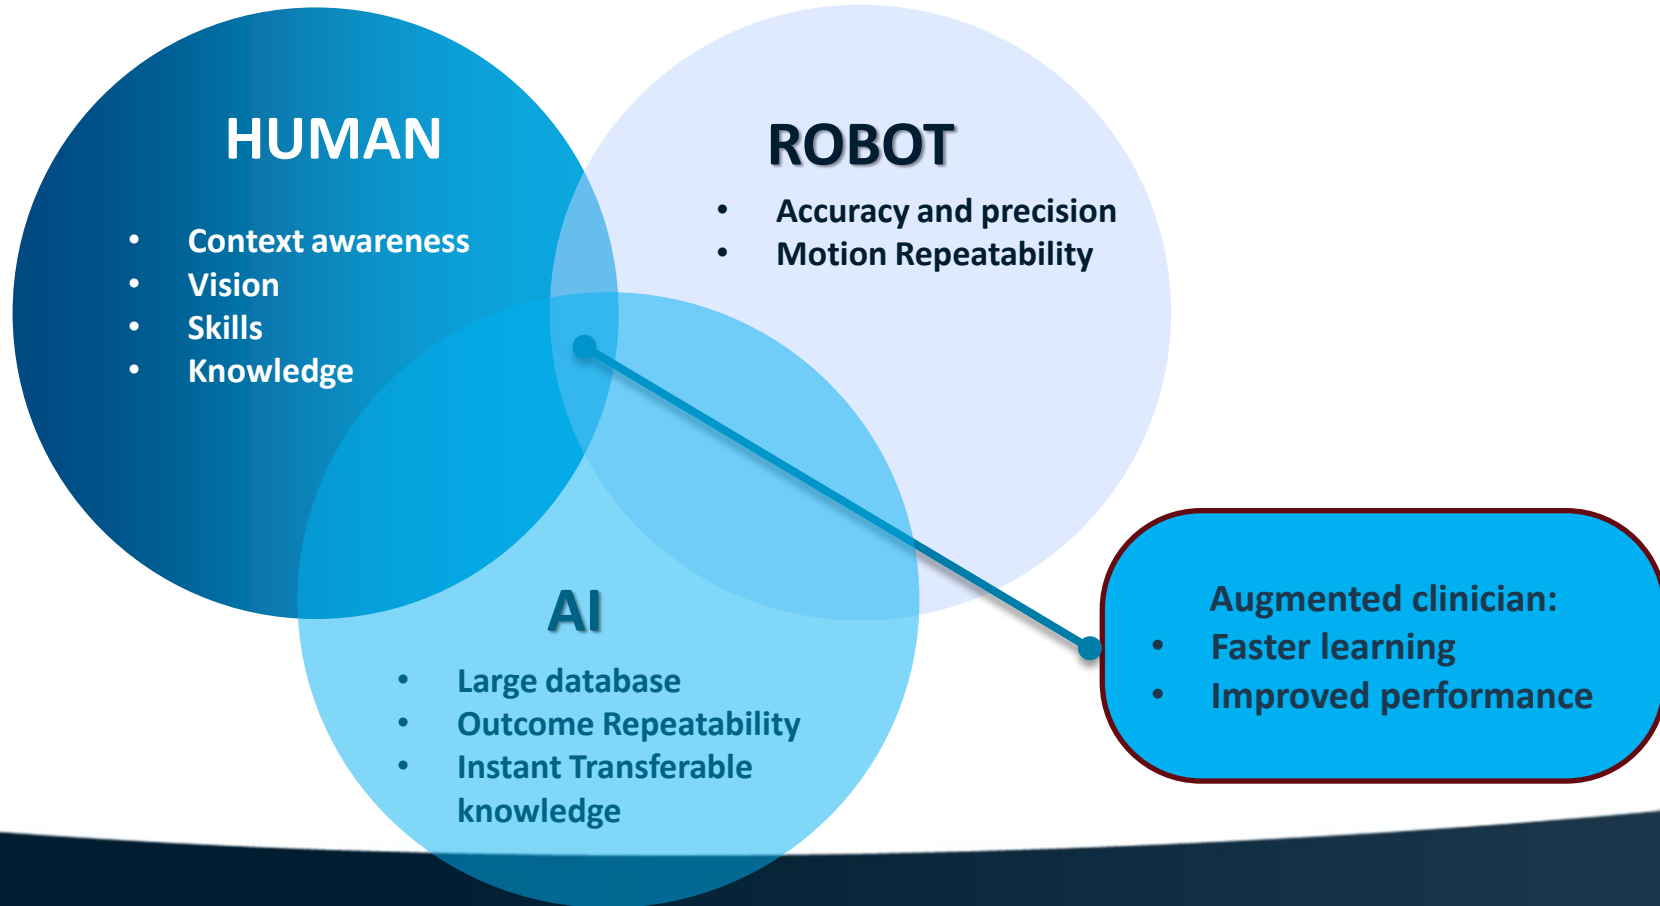 HUMAN
• Context awareness
• Vision
• Skills
• Knowledge
ROBOT
• Accuracy and precision
• Motion Repeatability
AI
• Large database
• Outcome Repeatability
• Instant Transferable
knowledge
Augmented clinician:
• Faster learning
• Improved performance